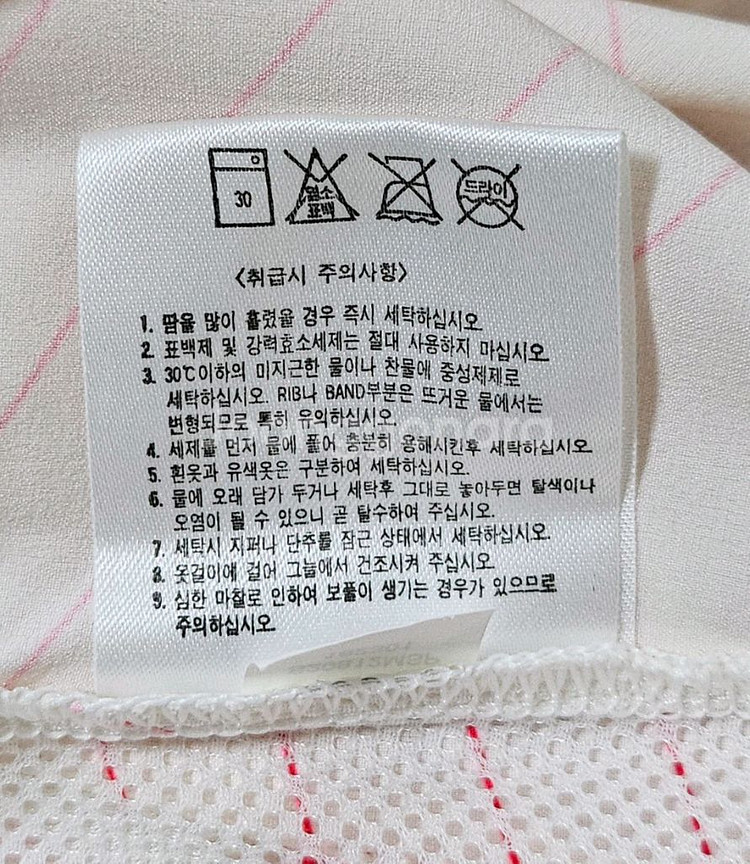 30
염소
표백
드라이
<취급시 주의사항>
1. 땀을 많이 흘렸을 경우 즉시 세탁하십시오.
2. 표백제 및 강력효소세제는 절대 사용하지 마십시오.
3. 30℃이하의 미지근한 물이나 찬물에 중성제제로
세탁하십시오. RIB나 BAND부분은 뜨거운 물에서는
변형되므로 특히 유의하십시오.
4. 세제를 먼저 물에 풀어 충분히 용해시킨후 세탁하십시오.
5. 흰옷과 유색옷은 구분하여 세탁하십시오.
6. 물에 오래 담가 두거나 세탁후 그대로 놓아두면 탈색이나
오염이 될 수 있으니 곧 탈수하여 주십시오.
7. 세탁시 지퍼나 단추를 잠근 상태에서 세탁하십시오.
8. 옷걸이에 걸어 그늘에서 건조시켜 주십시오.
9. 심한 마찰로 인하여 보풀이 생기는 경우가 있으므로
주의하십시오.